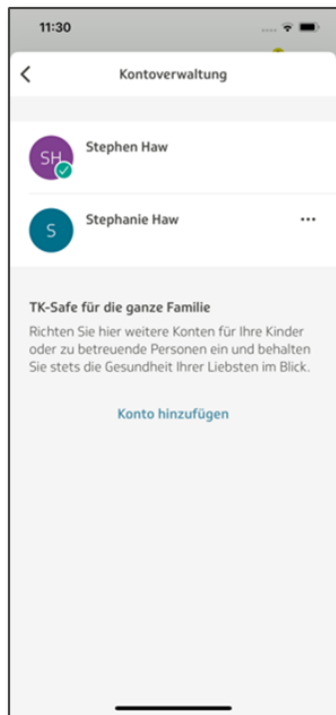 11:30
Kontoverwaltung
SH
Stephen Haw
S
Stephanie Haw
TK-Safe für die ganze Familie
Richten Sie hier weitere Konten für Ihre Kinder
oder zu betreuende Personen ein und behalten
Sie stets die Gesundheit Ihrer Liebsten im Blick.
Konto hinzufügen